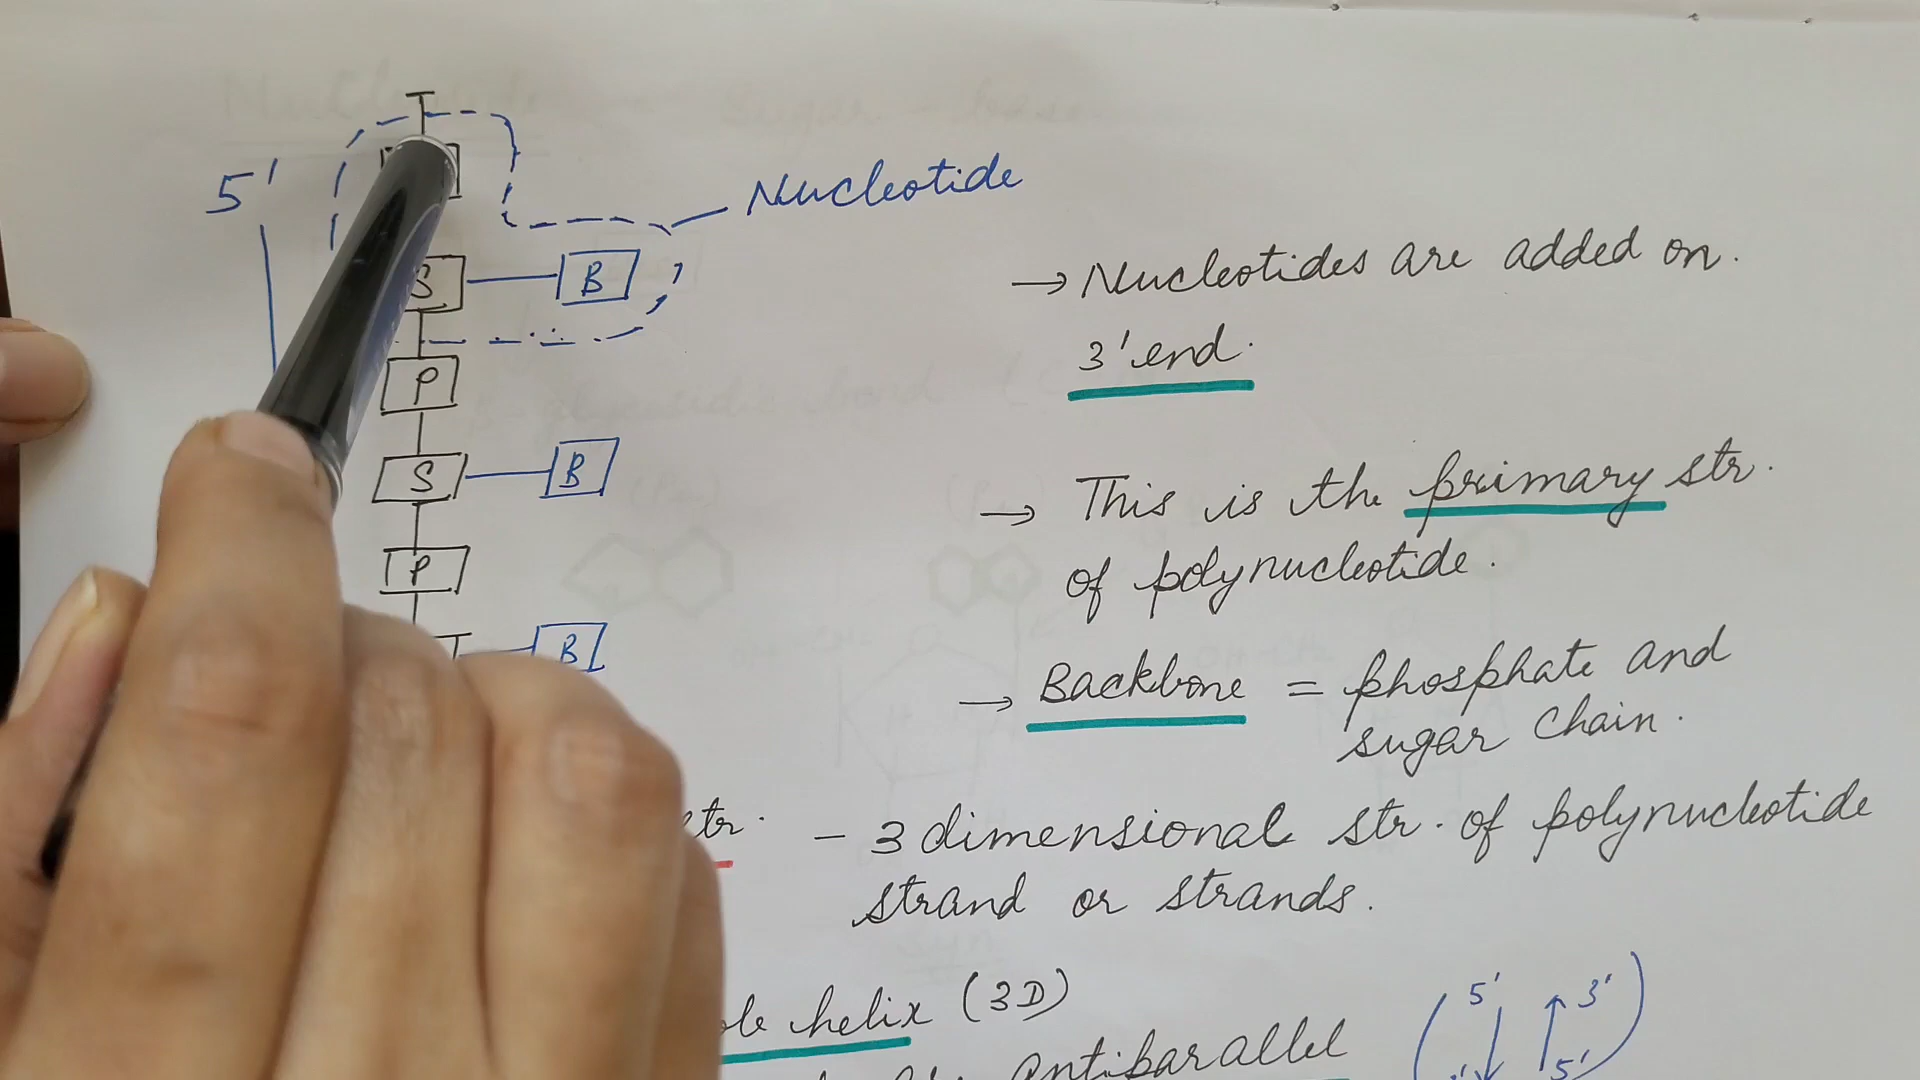 5'
Nucleotide
S B
P
S B
P
B
→ Nucleotides are added on.
3' end.
→ This is the primary str.
of polynucleotide.
→ Backbone = phosphate and
sugar chain.
str. - 3 dimensional str. of polynucleotide
strand or strands.
helix (3D)
antiparallel
5' 3'
5'